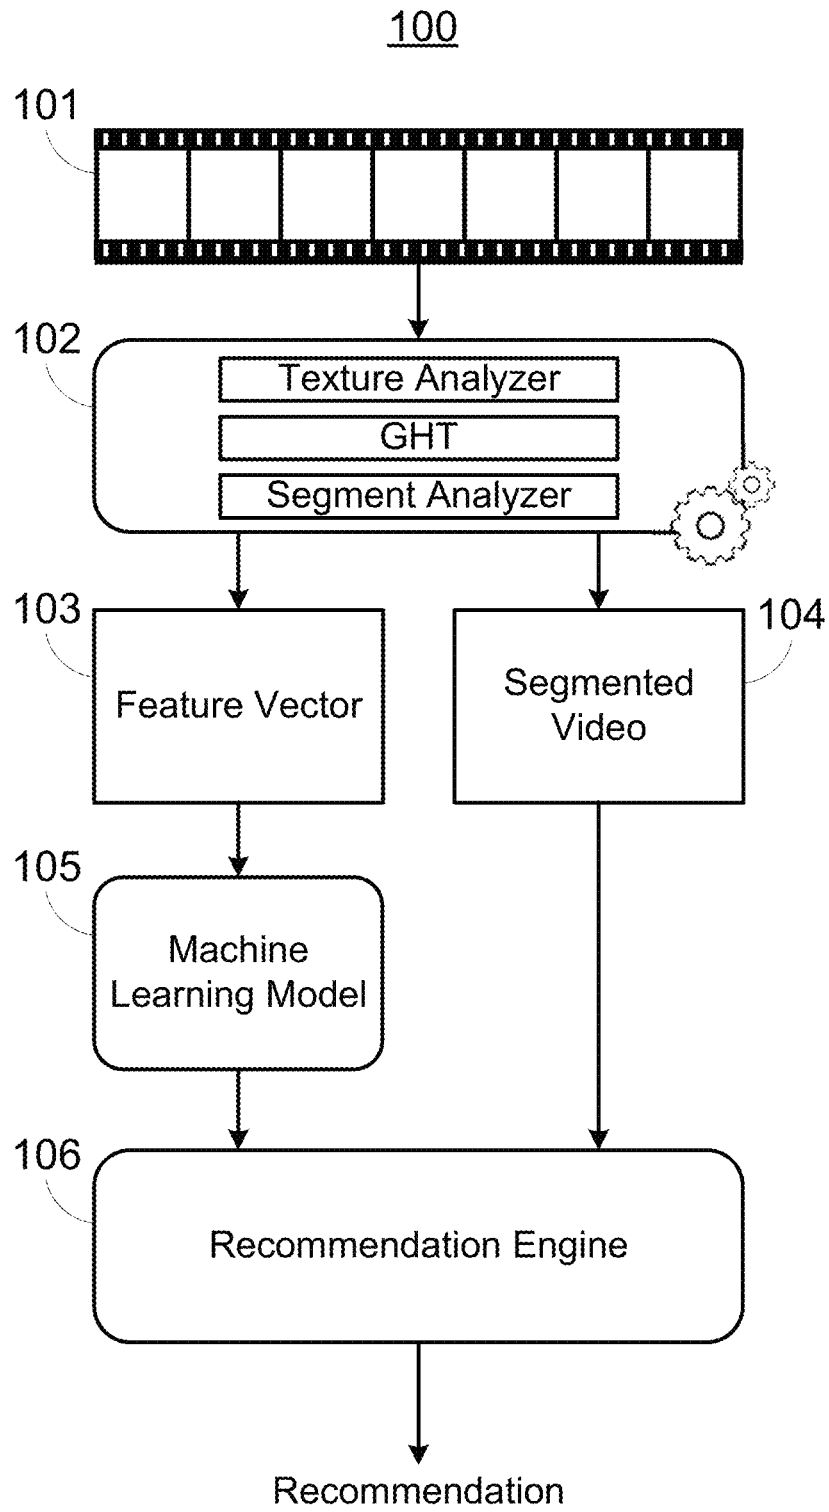 100
101
102
Texture Analyzer
GHT
Segment Analyzer
103
104
Feature Vector
Segmented
Video
105
Machine
Learning Model
106
Recommendation Engine
Recommendation